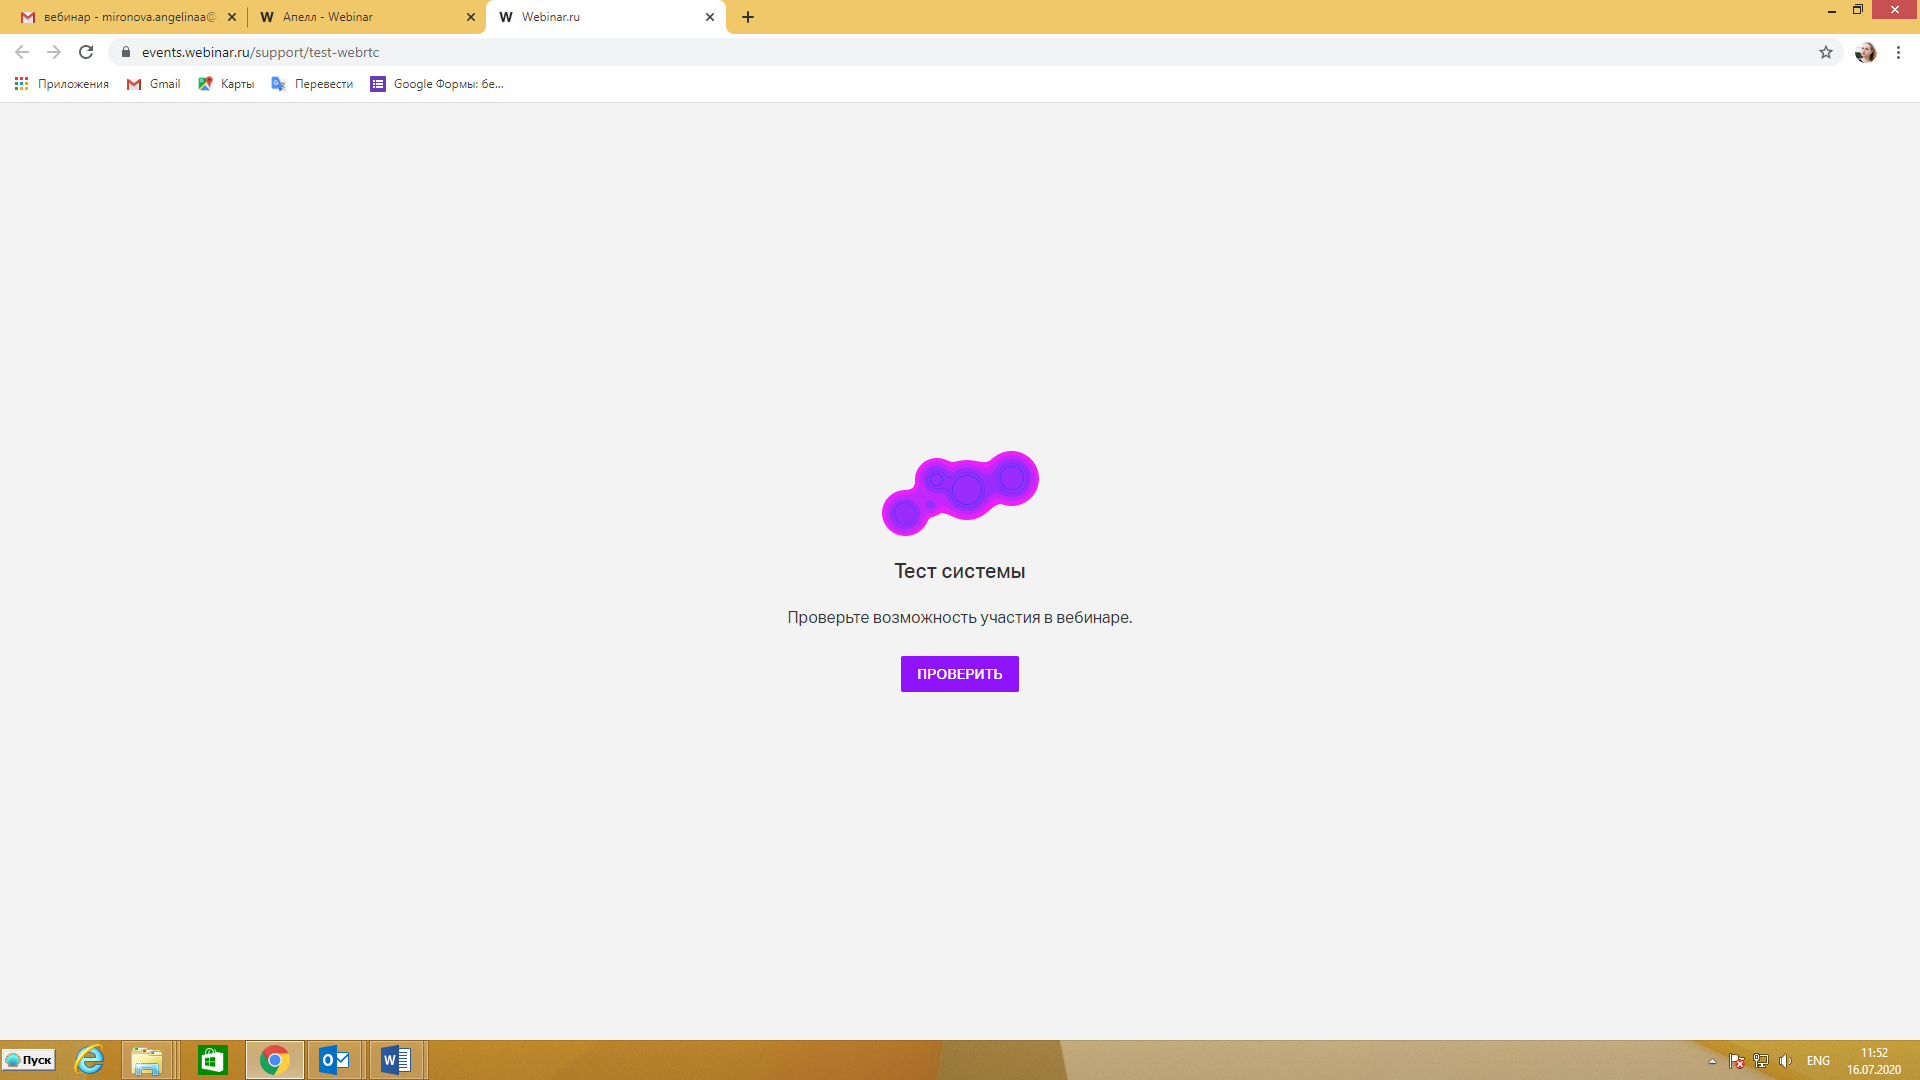 вебинар - mironova.angelinaa@
W Апелл - Webinar
W Webinar.ru
events.webinar.ru/support/test-webrtc
Приложения
Gmail
Карты
Перевести
Google Формы: бе...
Тест системы
Проверьте возможность участия в вебинаре.
ПРОВЕРИТЬ
Пуск
ENG
11:52
16.07.2020